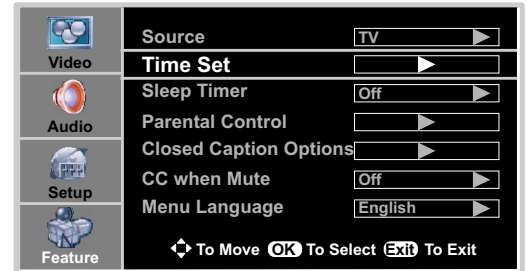 Video
Audio
Setup
Feature
Source TV
Time Set
Sleep Timer Off
Parental Control
Closed Caption Options
CC when Mute Off
Menu Language English
To Move OK To Select Exit To Exit